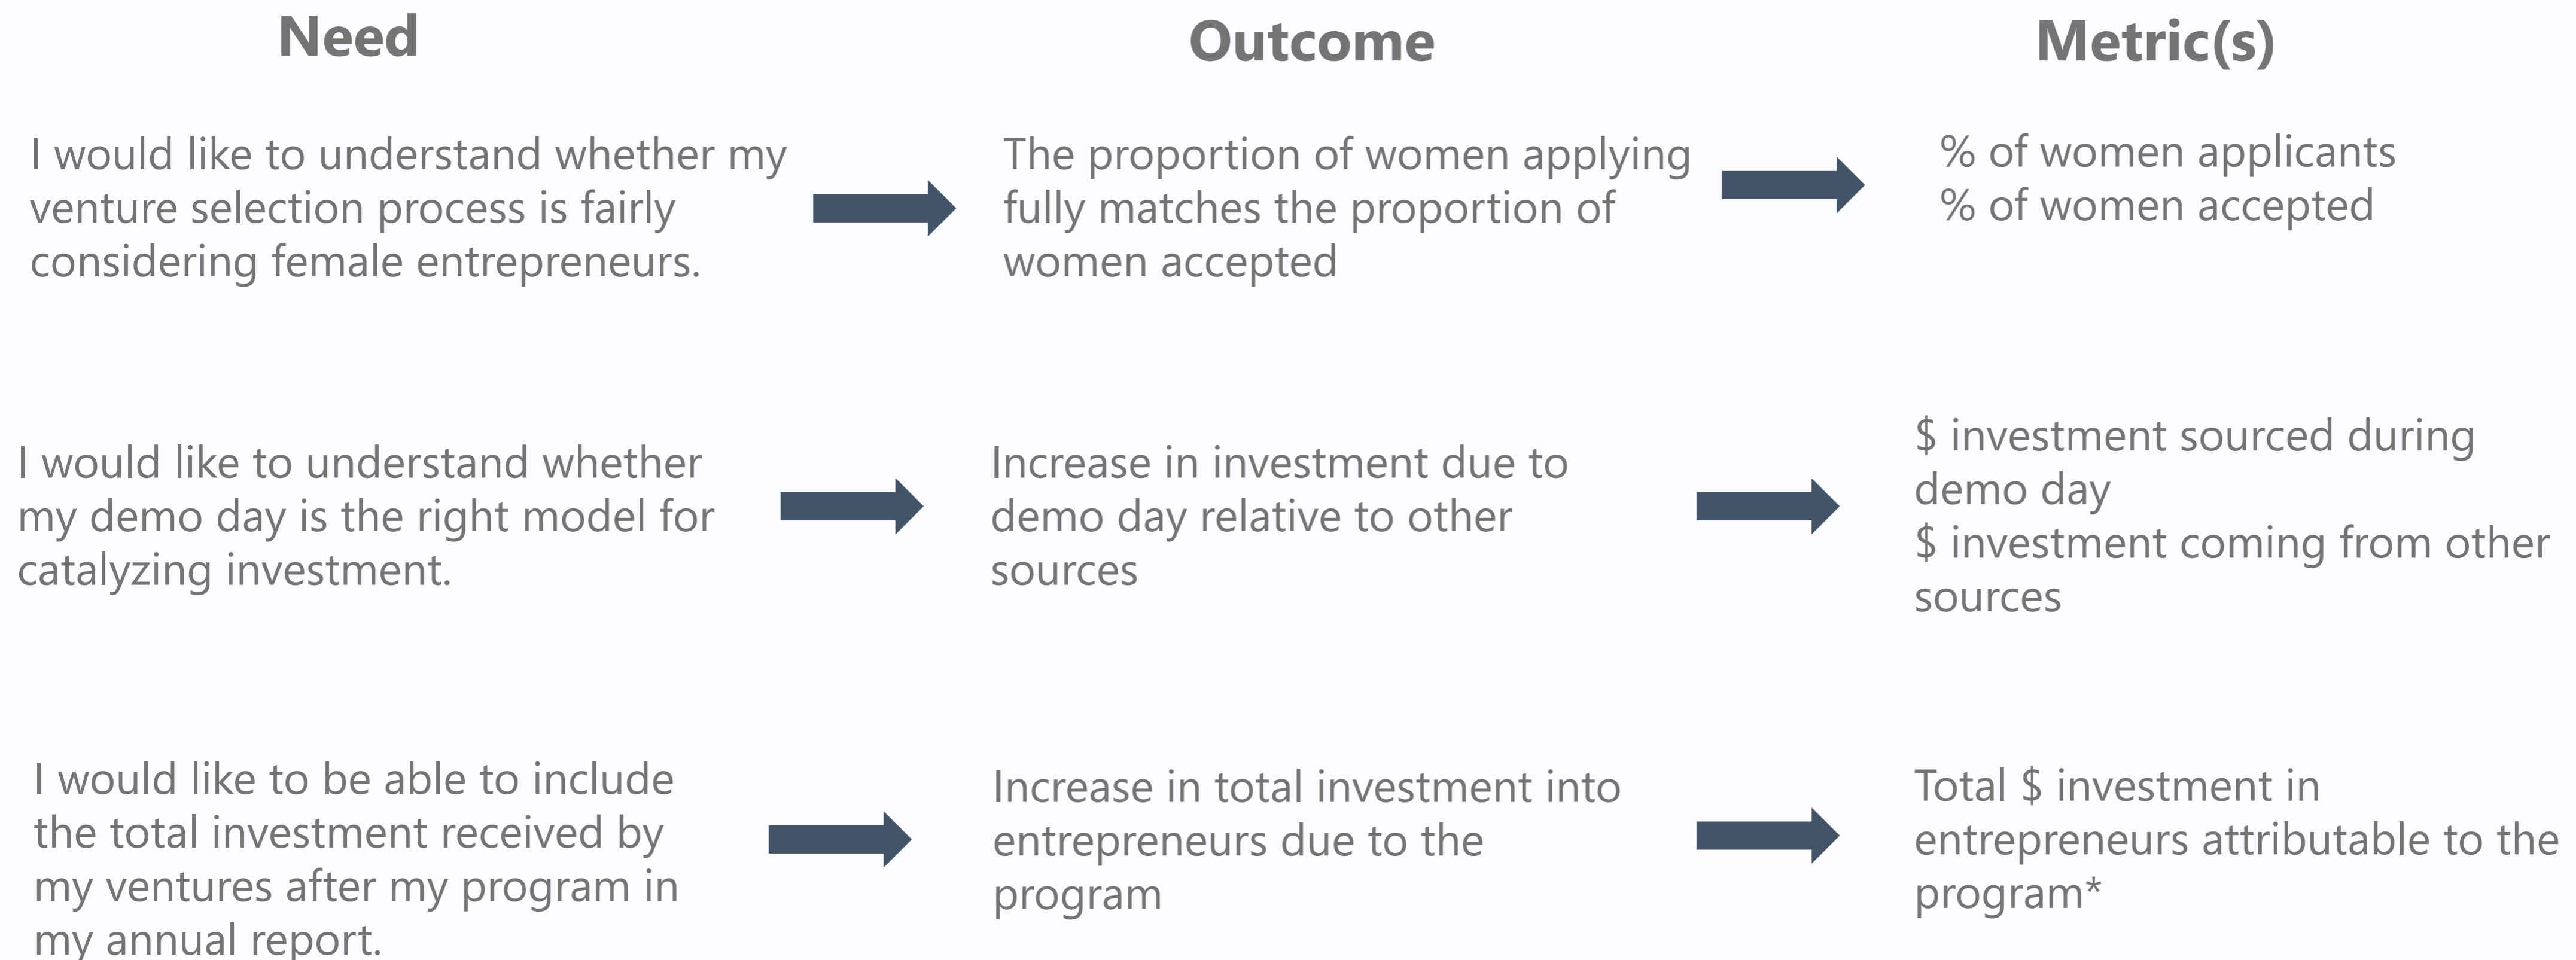 Need
Outcome
Metric(s)
I would like to understand whether my
venture selection process is fairly
considering female entrepreneurs.
The proportion of women applying
fully matches the proportion of
women accepted
% of women applicants
% of women accepted
I would like to understand whether
my demo day is the right model for
catalyzing investment.
Increase in investment due to
demo day relative to other
sources
$ investment sourced during
demo day
$ investment coming from other
sources
I would like to be able to include
the total investment received by
my ventures after my program in
my annual report.
Increase in total investment into
entrepreneurs due to the
program
Total $ investment in
entrepreneurs attributable to the
program*